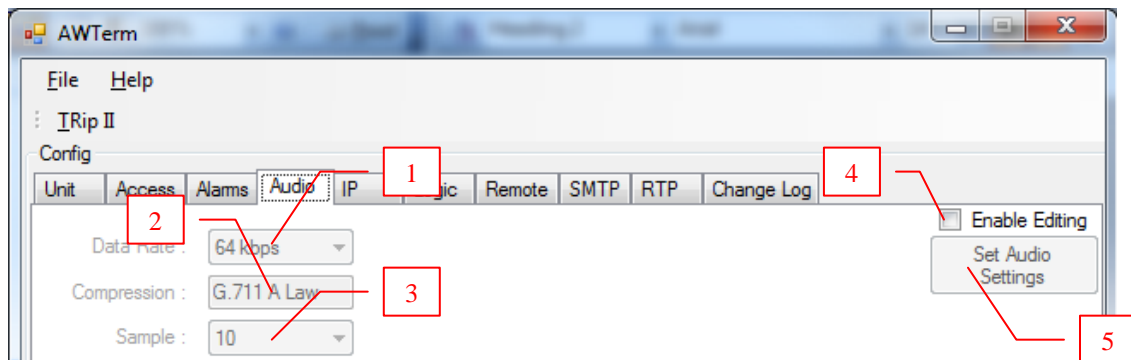 AWTerm
X
File Help
TRip II
Config
1
4
Unit Access Alarms Audio IP Logic Remote SMTP RTP Change Log
2
Enable Editing
Data Rate : 64 kbps
Set Audio
Settings
Compression : G.711 A Law
3
Sample : 10
5